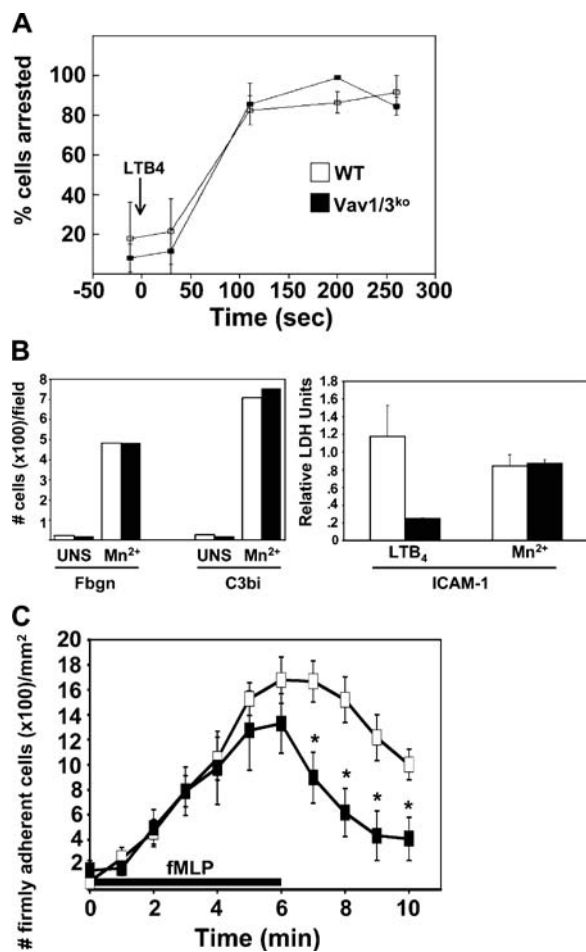 A
% cells arrested
100
80
60
40
20
LTB4
WT
Vav1/3ko
-50 0 50 100 150 200 250 300
Time (sec)
B
# cells (x100)/field
8
7
6
5
4
3
2
1
UNS Mn2+ UNS Mn2+
Fbgn C3bi
Relative LDH Units
1.8
1.6
1.4
1.2
1.0
.8
.6
.4
.2
0
LTB4 Mn2+
ICAM-1
C
# firmly adherent cells (x100)/mm2
20
18
16
14
12
10
8
6
4
2
* * * *
fMLP
0 2 4 6 8 10
Time (min)